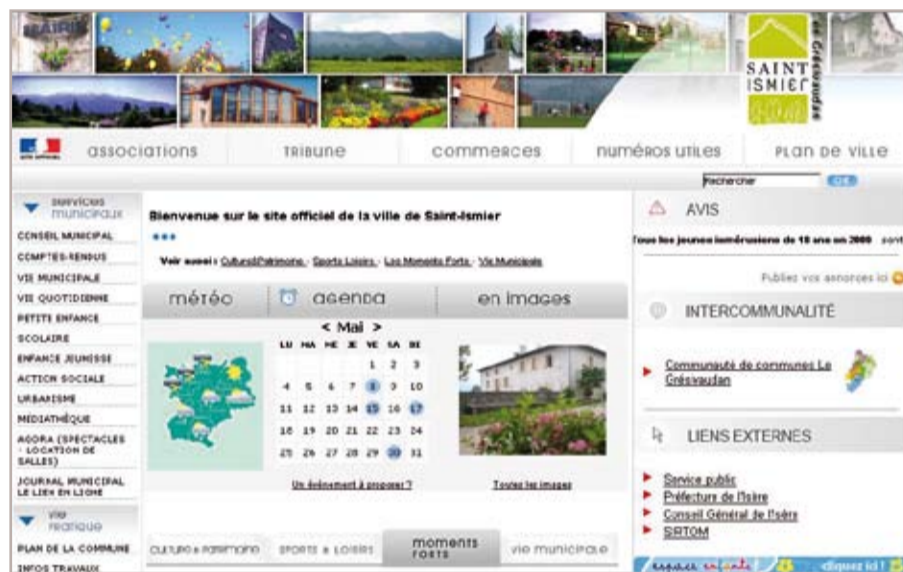 MAIRIE
SAINT
ISMIER
Grésivaudan
SITE OFFICIEL
associations
TRIBUNE
commerces
numéros utiles
PLAN DE VILLE
Rechercher
OK
services
municipaux
CONSEIL MUNICIPAL
COMPTES-RENDUS
VIE MUNICIPALE
VIE QUOTIDIENNE
PETITE ENFANCE
SCOLAIRE
ENFANCE JEUNESSE
ACTION SOCIALE
URBANISME
MÉDIATHÈQUE
AGORA (SPECTACLES
- LOCATION DE
SALLES)
JOURNAL MUNICIPAL
LE LIEN EN LIGNE
vie
pratique
PLAN DE LA COMMUNE
INFOS TRAVAUX
Bienvenue sur le site officiel de la ville de Saint-Ismier
Voir aussi : Culture&Patrimoine - Sports Loisirs - Les Moments Forts - Vie Municipale
météo
agenda
en images
< Mai >
LU MA ME JE VE SA DI
1 2 3
4 5 6 7 8 9 10
11 12 13 14 15 16 17
18 19 20 21 22 23 24
25 26 27 28 29 30 31
Un évènement à proposer ?
Toutes les images
culture & patrimoine
SPORTS & LOISIRS
moments
FORTS
vie municipale
AVIS
Tous les jeunes ismérusiens de 18 ans en 2009 sont
Publiez vos annonces ici
INTERCOMMUNALITÉ
Communauté de communes Le
Grésivaudan
LIENS EXTERNES
Service public
Préfecture de l'Isère
Conseil Général de l'Isère
SIRTOM
espace enfants
cliquez ici !